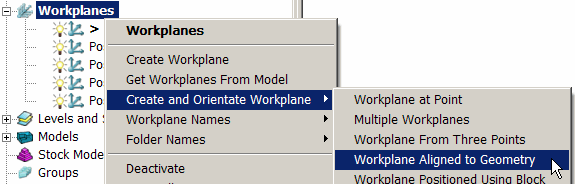 Workplanes
>
Workplanes
Po
Create Workplane
Po
Get Workplanes From Model
Po
Create and Orientate Workplane
Workplane at Point
Po
Workplane Names
Multiple Workplanes
Levels and S
Folder Names
Workplane From Three Points
Models
Workplane Aligned to Geometry
Stock Mode
Deactivate
Workplane Positioned Using Block
Groups